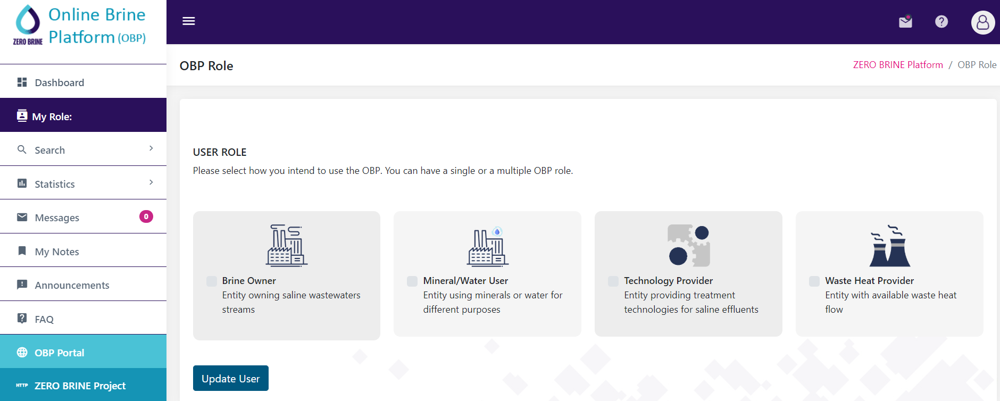 Online Brine
Platform (OBP)
ZERO BRINE
Dashboard
My Role:
Search
Statistics
Messages
0
My Notes
Announcements
FAQ
OBP Portal
HTTP ZERO BRINE Project
OBP Role
ZERO BRINE Platform / OBP Role
USER ROLE
Please select how you intend to use the OBP. You can have a single or a multiple OBP role.
Brine Owner
Entity owning saline wastewaters
streams
Mineral/Water User
Entity using minerals or water for
different purposes
Technology Provider
Entity providing treatment
technologies for saline effluents
Waste Heat Provider
Entity with available waste heat
flow
Update User